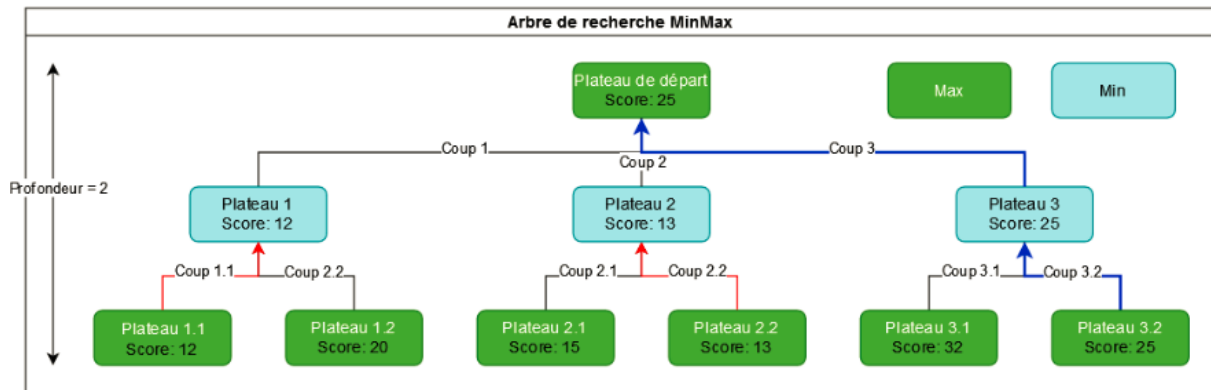 Arbre de recherche MinMax
Plateau de départ
Score: 25
Max
Min
Coup 1
Coup 2
Coup 3
Profondeur = 2
Plateau 1
Score: 12
Plateau 2
Score: 13
Plateau 3
Score: 25
Coup 1.1
Coup 2.2
Coup 2.1
Coup 2.2
Coup 3.1
Coup 3.2
Plateau 1.1
Score: 12
Plateau 1.2
Score: 20
Plateau 2.1
Score: 15
Plateau 2.2
Score: 13
Plateau 3.1
Score: 32
Plateau 3.2
Score: 25